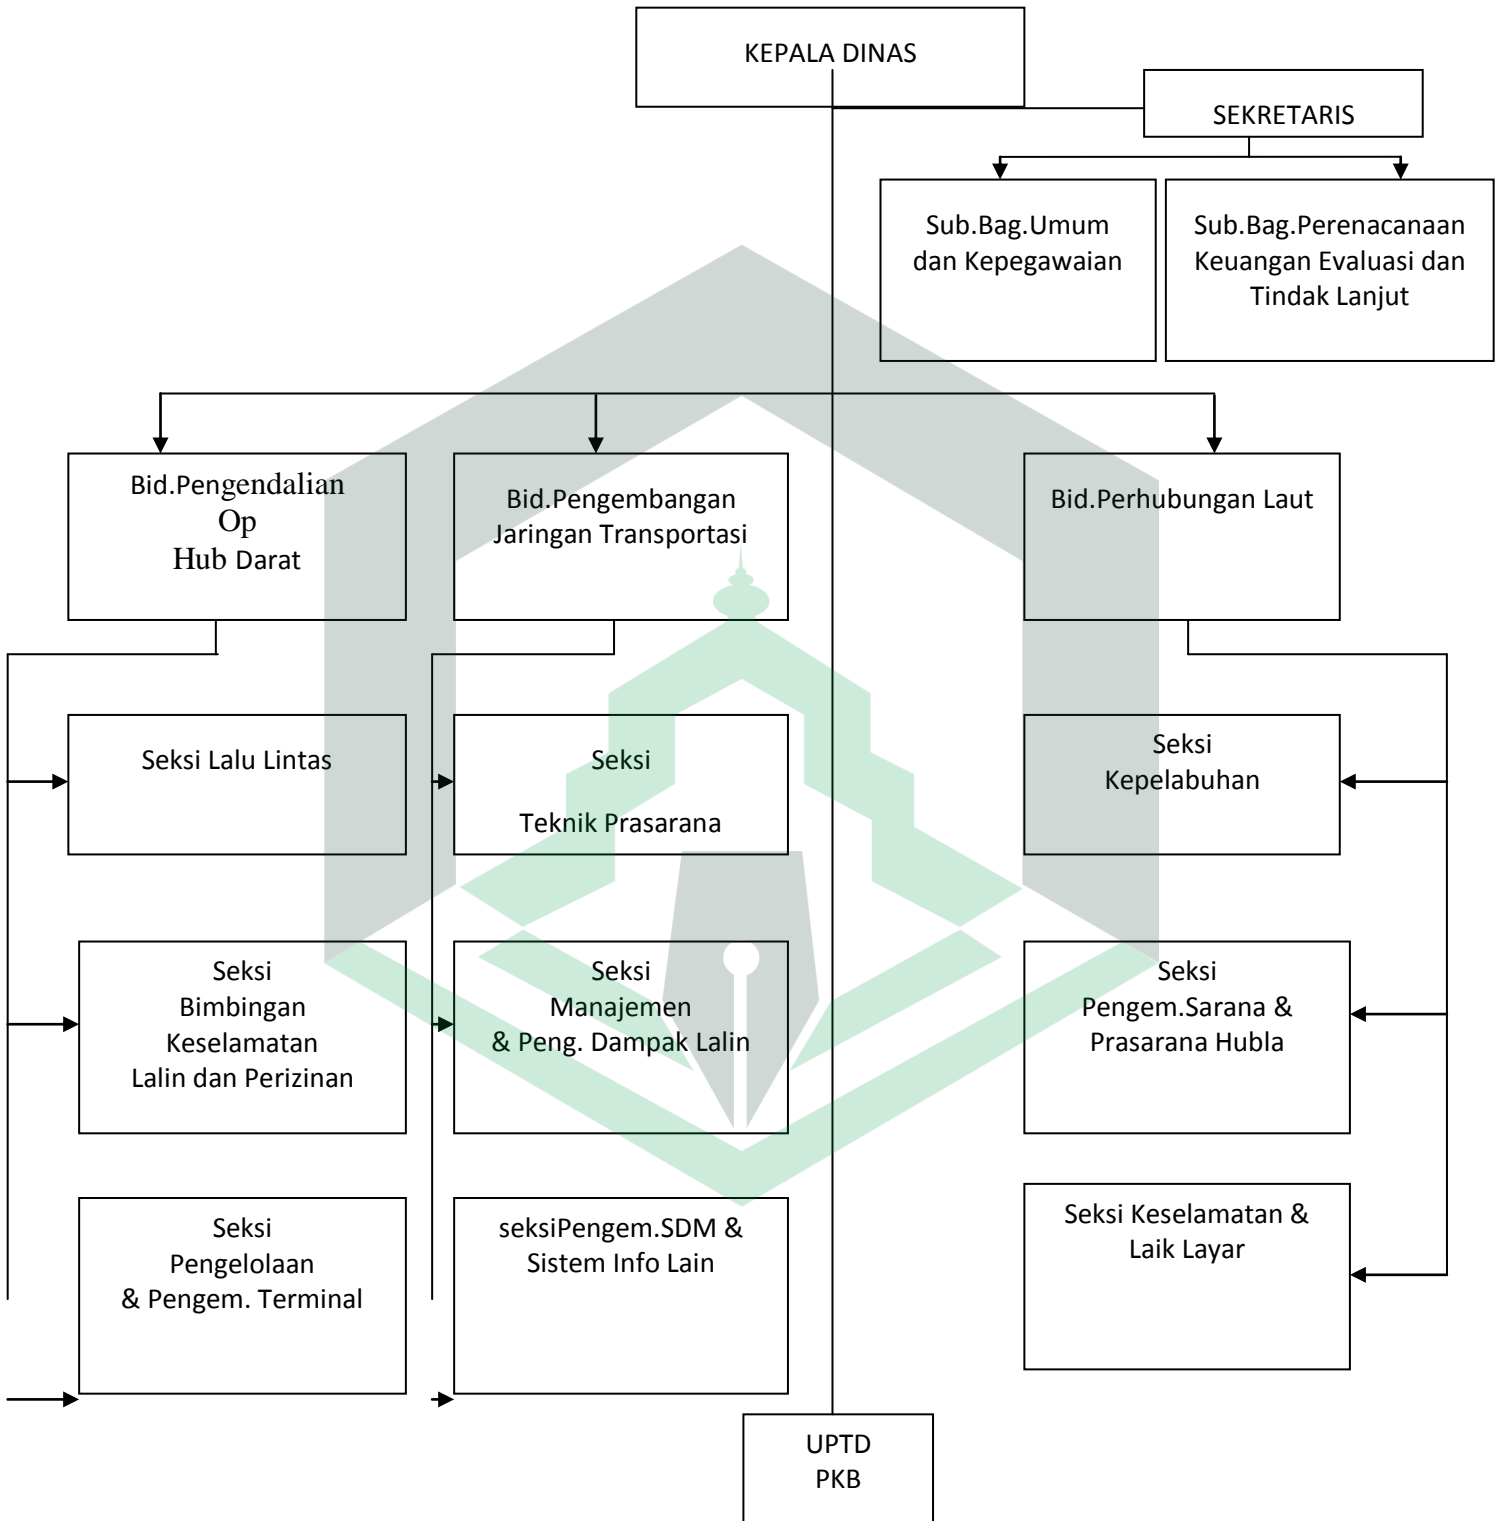 KEPALA DINAS
SEKRETARIS
Sub.Bag.Umum
dan Kepegawaian
Sub.Bag.Perenacanaan
Keuangan Evaluasi dan
Tindak Lanjut
Bid.Pengendalian
Op
Hub Darat
Bid.Pengembangan
Jaringan Transportasi
Bid.Perhubungan Laut
Seksi Lalu Lintas
Seksi
Teknik Prasarana
Seksi
Kepelabuhan
Seksi
Bimbingan
Keselamatan
Lalin dan Perizinan
Seksi
Manajemen
& Peng. Dampak Lalin
Seksi
Pengem.Sarana &
Prasarana Hubla
Seksi
Pengelolaan
& Pengem. Terminal
seksiPengem.SDM &
Sistem Info Lain
Seksi Keselamatan &
Laik Layar
UPTD
PKB